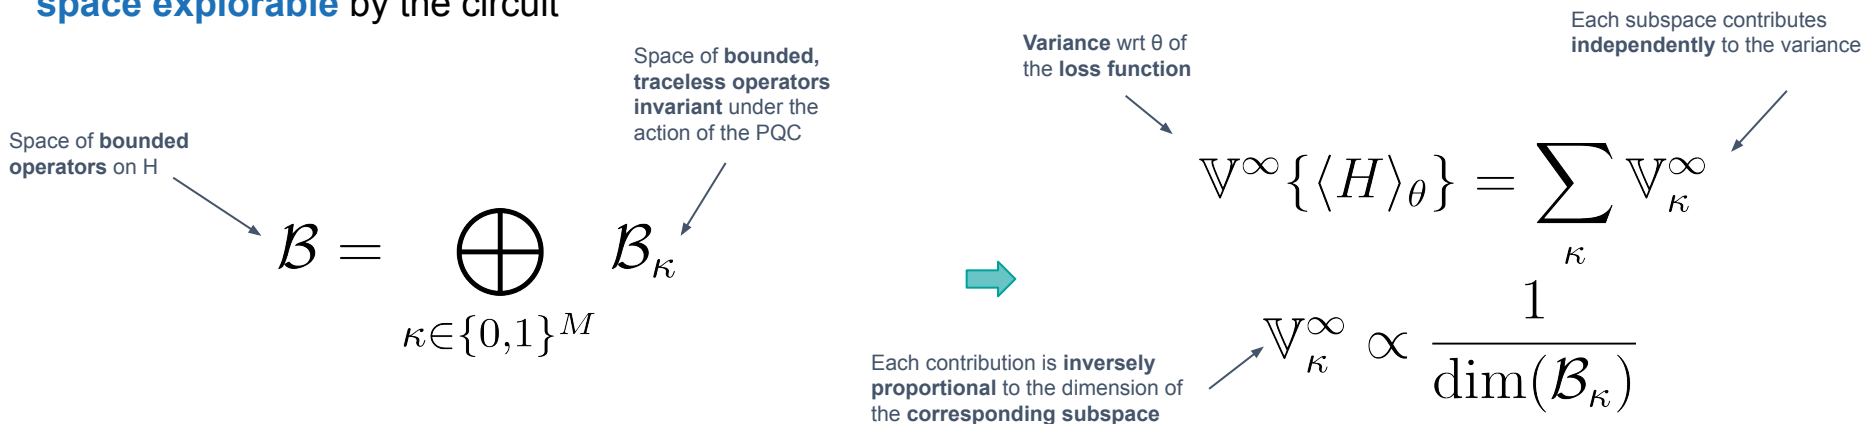 space explorable by the circuit
Space of bounded
operators on H
Space of bounded,
traceless operators
invariant under the
action of the PQC
ℬ = ⨁_{κ∈{0,1}^M} ℬ_κ
Variance wrt θ of
the loss function
Each subspace contributes
independently to the variance
𝕍^∞{⟨H⟩_θ} = ∑_κ 𝕍_κ^∞
Each contribution is inversely
proportional to the dimension of
the corresponding subspace
𝕍_κ^∞ ∝ 1/dim(ℬ_κ)